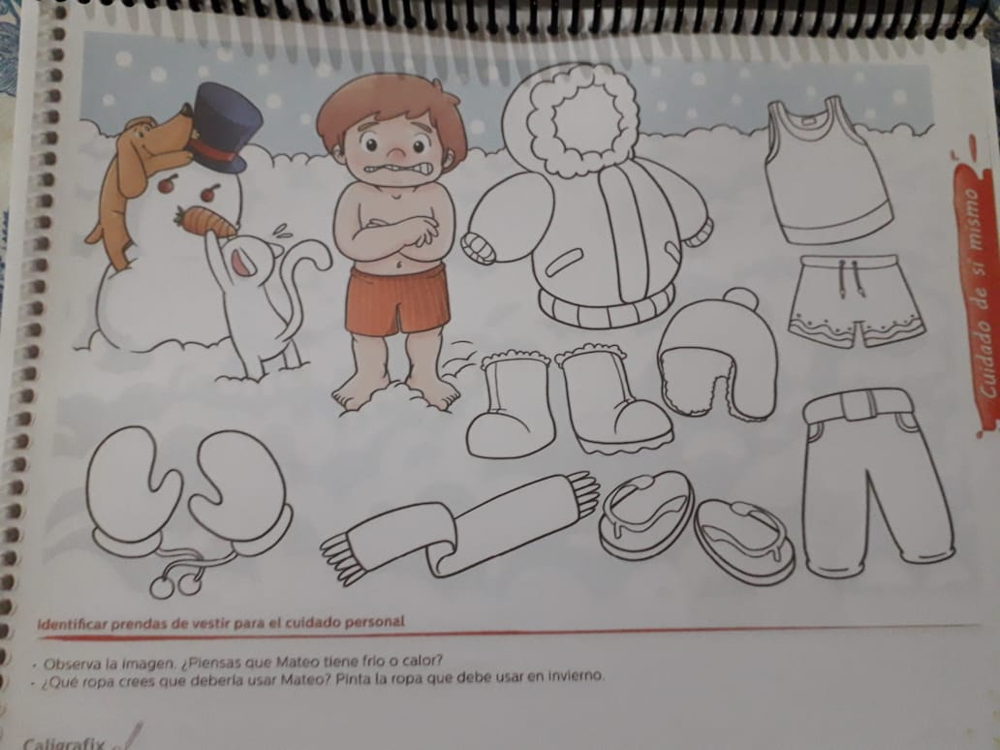 Cuidado de sí mismo
Identificar prendas de vestir para el cuidado personal
- Observa la imagen. ¿Piensas que Mateo tiene frío o calor?
- ¿Qué ropa crees que debería usar Mateo? Pinta la ropa que debe usar en invierno.
Caligrafix